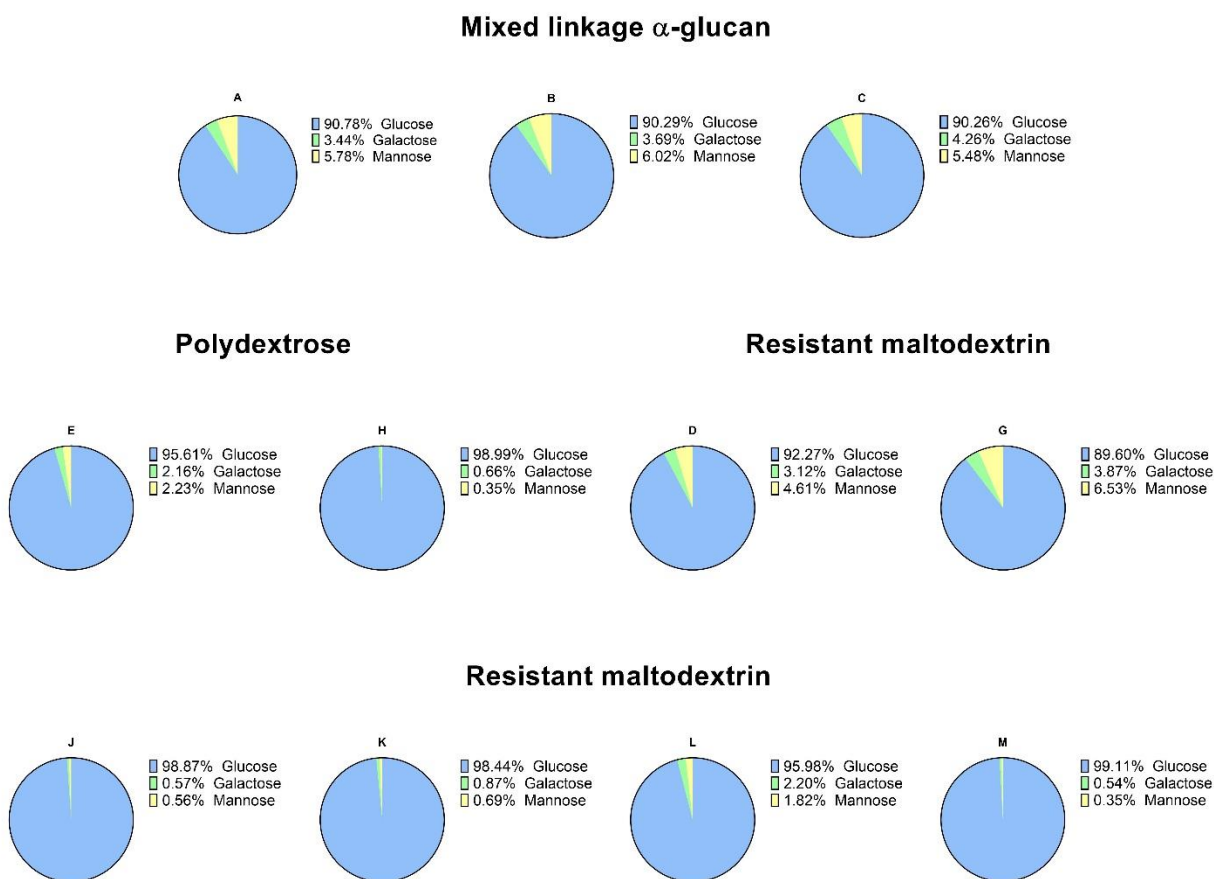 Mixed linkage α-glucan
A
90.78% Glucose
3.44% Galactose
5.78% Mannose
B
90.29% Glucose
3.69% Galactose
6.02% Mannose
C
90.26% Glucose
4.26% Galactose
5.48% Mannose
Polydextrose
E
95.61% Glucose
2.16% Galactose
2.23% Mannose
H
98.99% Glucose
0.66% Galactose
0.35% Mannose
Resistant maltodextrin
D
92.27% Glucose
3.12% Galactose
4.61% Mannose
G
89.60% Glucose
3.87% Galactose
6.53% Mannose
Resistant maltodextrin
J
98.87% Glucose
0.57% Galactose
0.56% Mannose
K
98.44% Glucose
0.87% Galactose
0.69% Mannose
L
95.98% Glucose
2.20% Galactose
1.82% Mannose
M
99.11% Glucose
0.54% Galactose
0.35% Mannose